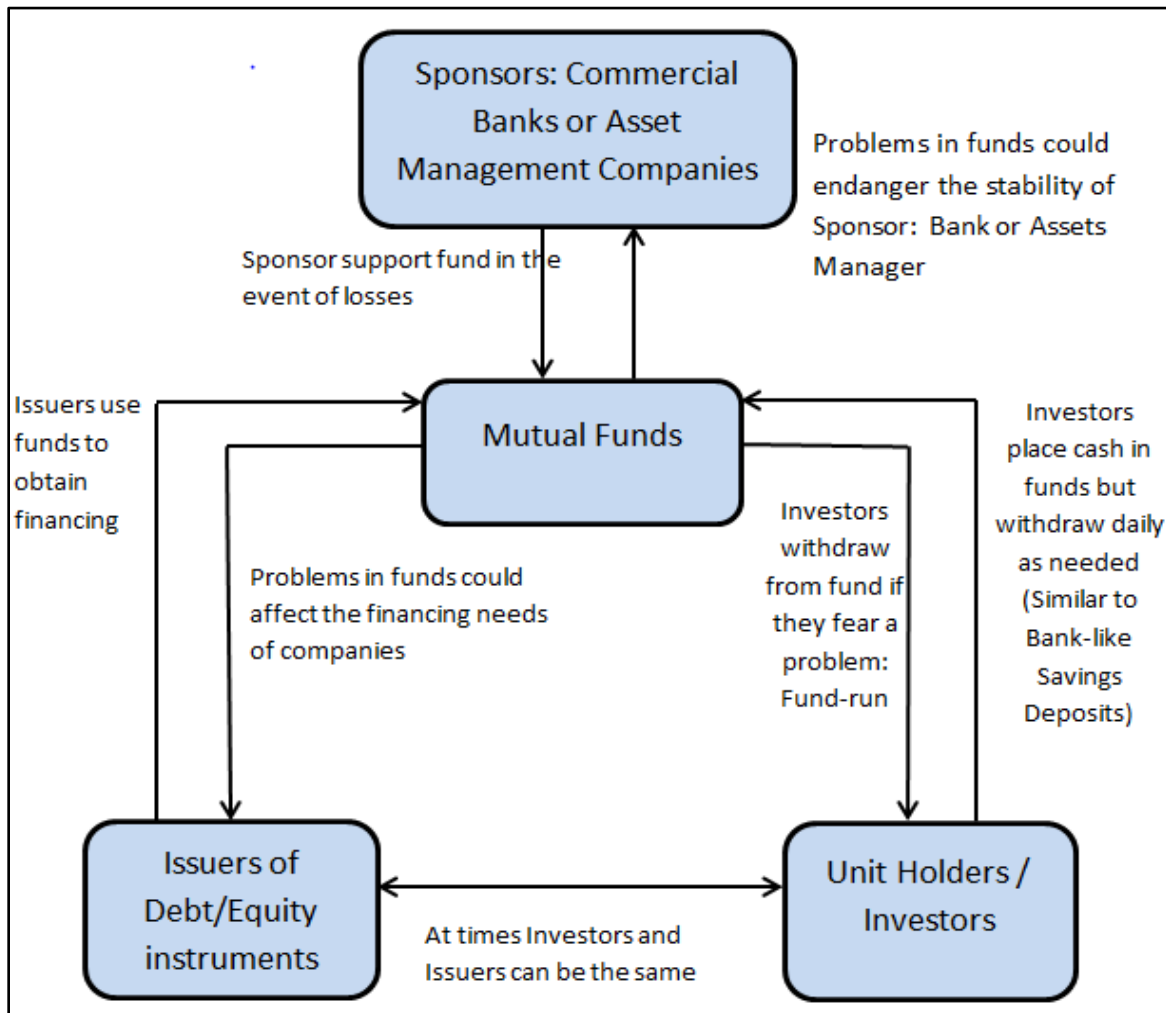 Sponsors: Commercial
Banks or Asset
Management Companies
Problems in funds could
endanger the stability of
Sponsor: Bank or Assets
Manager
Sponsor support fund in the
event of losses
Issuers use
funds to
obtain
financing
Mutual Funds
Investors
place cash in
funds but
withdraw daily
as needed
(Similar to
Bank-like
Savings
Deposits)
Investors
withdraw
from fund if
they fear a
problem:
Fund-run
Problems in funds could
affect the financing needs
of companies
Issuers of
Debt/Equity
instruments
Unit Holders /
Investors
At times Investors and
Issuers can be the same